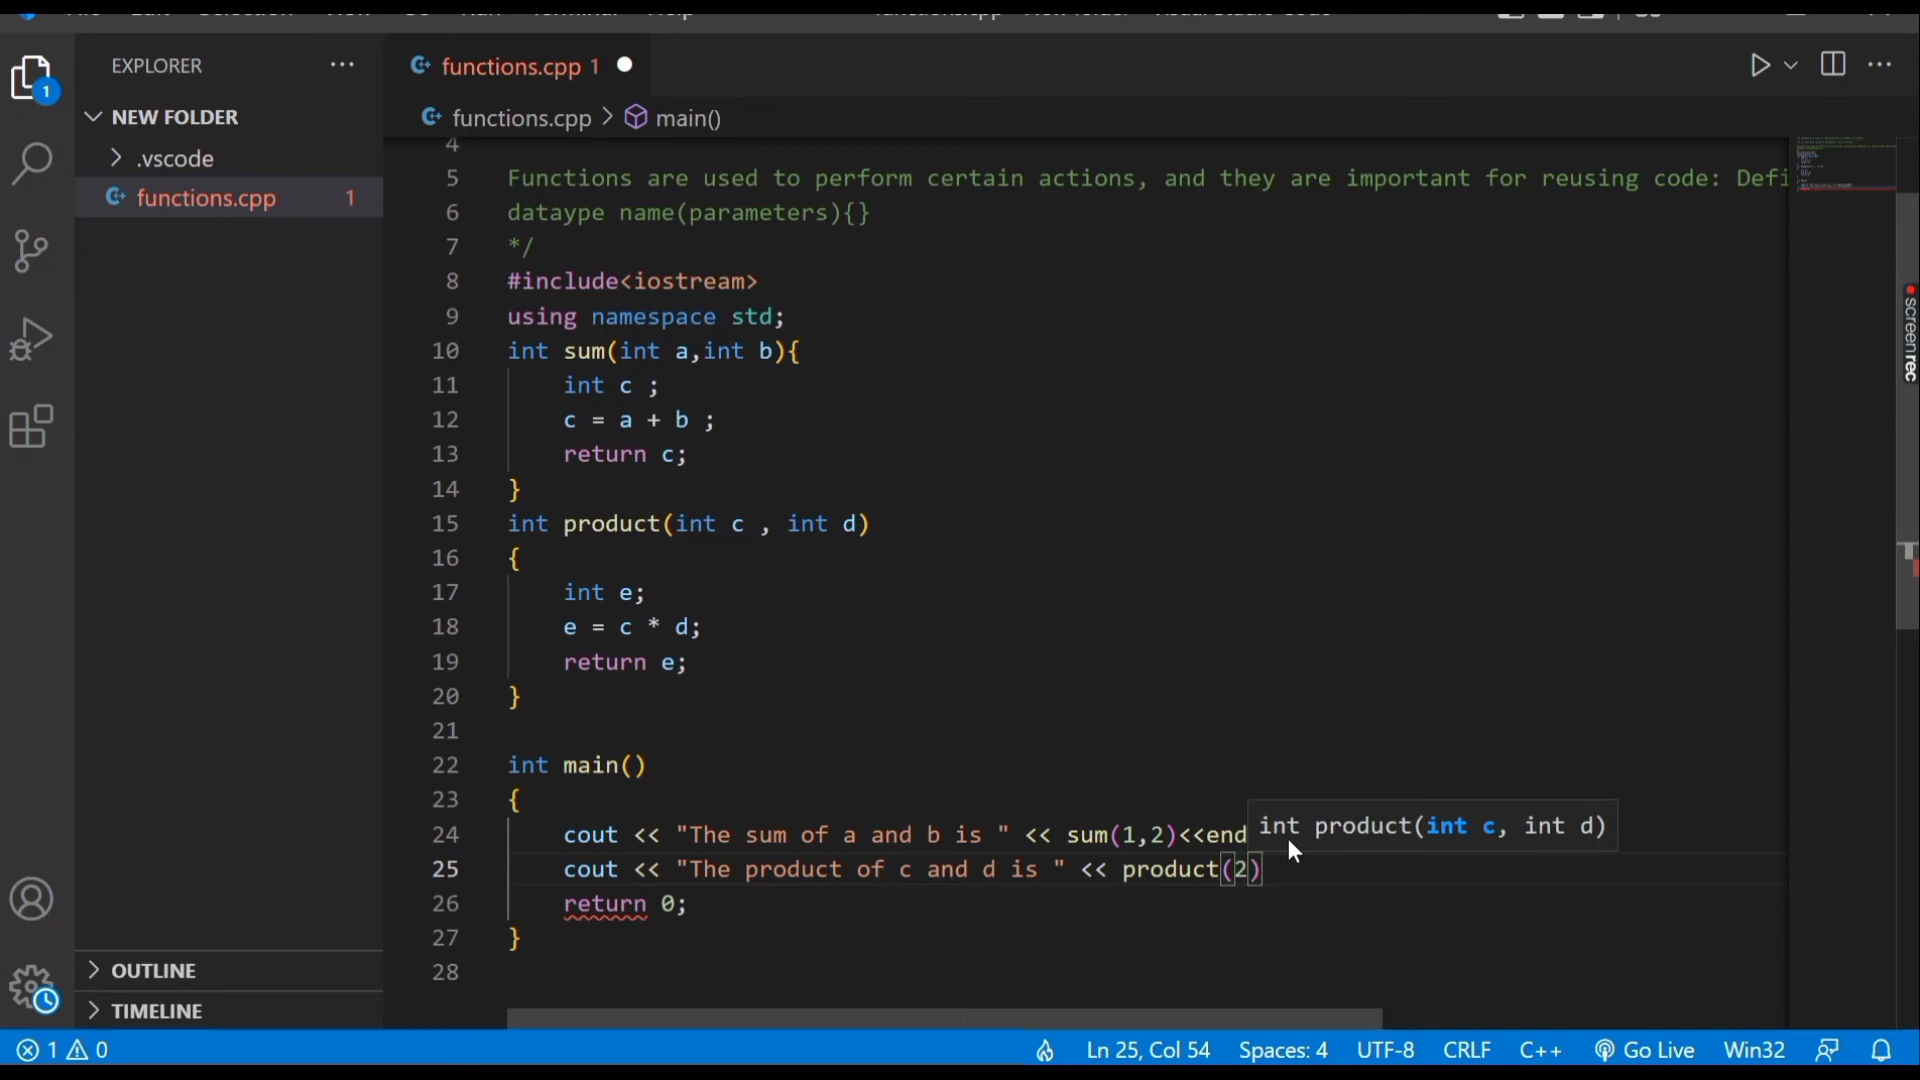 EXPLORER
functions.cpp 1
NEW FOLDER
functions.cpp > main()
.vscode
functions.cpp 1
4
5 Functions are used to perform certain actions, and they are important for reusing code: Defi
6 dataype name(parameters){}
7 */
8 #include<iostream>
9 using namespace std;
10 int sum(int a,int b){
11 int c ;
12 c = a + b ;
13 return c;
14 }
15 int product(int c , int d)
16 {
17 int e;
18 e = c * d;
19 return e;
20 }
21
22 int main()
23 {
24 cout << "The sum of a and b is " << sum(1,2)<<end
int product(int c, int d)
25 cout << "The product of c and d is " << product(2)
26 return 0;
27 }
28
OUTLINE
TIMELINE
screenrec
1 0
Ln 25, Col 54 Spaces: 4 UTF-8 CRLF C++ Go Live Win32